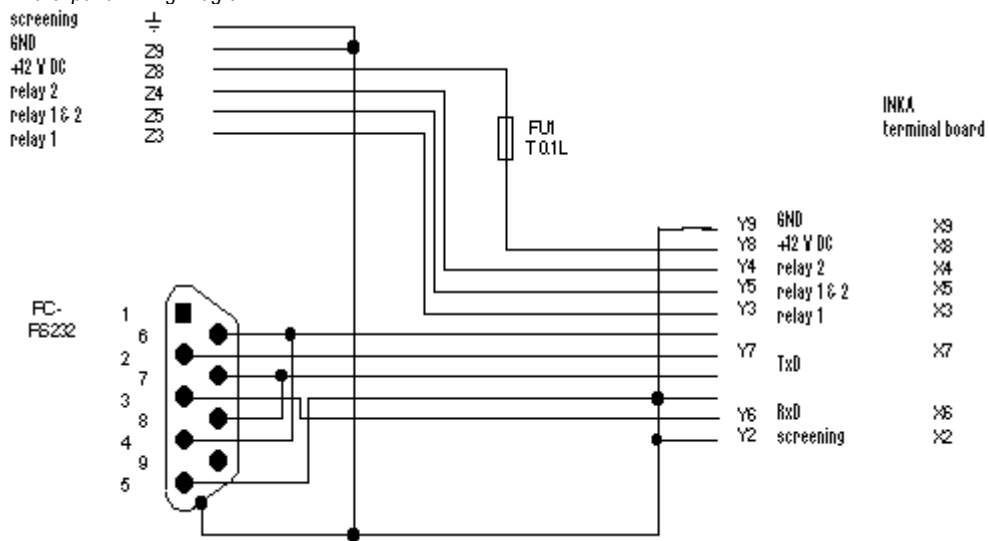 screening
GND
Z9
+12 V DC
Z8
relay 2
Z4
relay 1 & 2
Z5
relay 1
Z3
FU1
T 0.1L
INKA
terminal board
Y9 GND X9
Y8 +12 V DC X8
Y4 relay 2 X4
Y5 relay 1 & 2 X5
Y3 relay 1 X3
Y7 TxD X7
Y6 RxD X6
Y2 screening X2
PC-
RS232
1
6
2
7
3
8
4
9
5